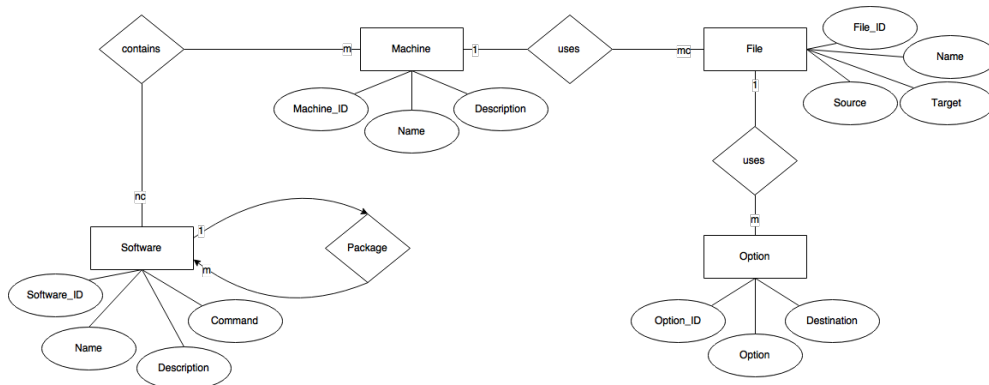 contains
m
Machine
1
uses
mc
File
File_ID
Name
Source
Target
Machine_ID
Name
Description
1
uses
m
Option
Option_ID
Option
Destination
nc
Software
1
m
Package
Software_ID
Name
Description
Command